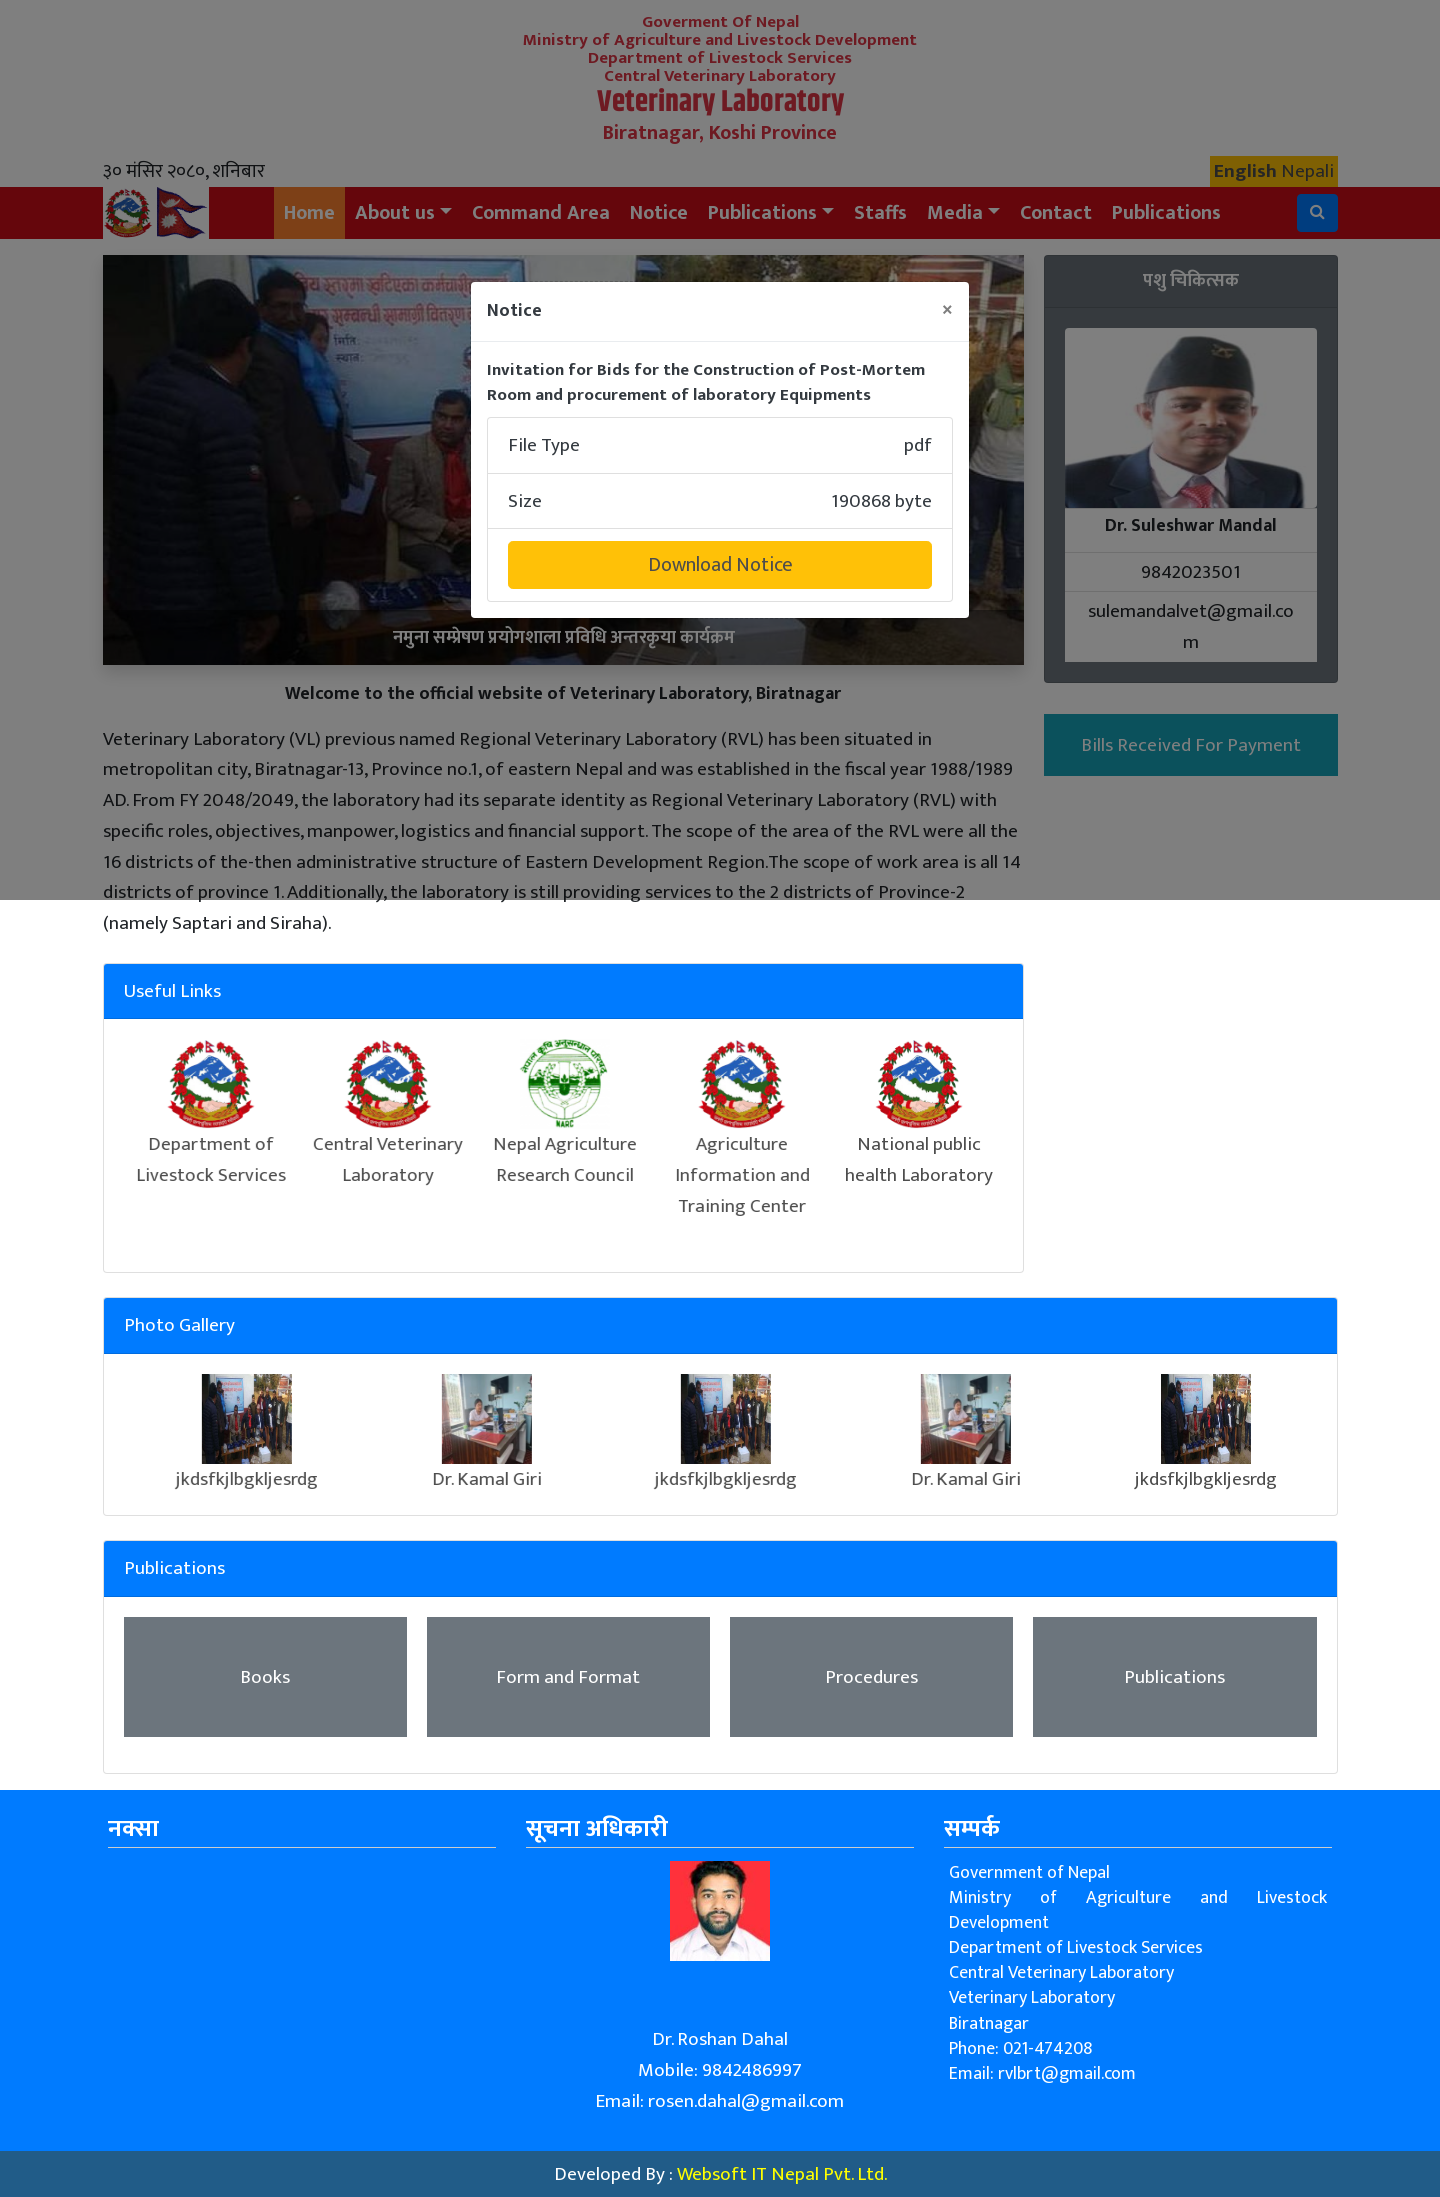 Goverment Of Nepal
Ministry of Agriculture and Livestock Development
Department of Livestock Services
Central Veterinary Laboratory
Veterinary Laboratory
Biratnagar, Koshi Province
३० मंसिर २०८०, शनिबार
English Nepali
Home About us Command Area Notice Publications Staffs Media Contact Publications
पशु चिकित्सक
Notice
×
Invitation for Bids for the Construction of Post-Mortem
Room and procurement of laboratory Equipments
File Type pdf
Size 190868 byte
Download Notice
Dr. Suleshwar Mandal
9842023501
sulemandalvet@gmail.co
m
नमुना सम्प्रेषण प्रयोगशाला प्रविधि अन्तरकृया कार्यक्रम
Welcome to the official website of Veterinary Laboratory, Biratnagar
Bills Received For Payment
Veterinary Laboratory (VL) previous named Regional Veterinary Laboratory (RVL) has been situated in
metropolitan city, Biratnagar-13, Province no.1, of eastern Nepal and was established in the fiscal year 1988/1989
AD. From FY 2048/2049, the laboratory had its separate identity as Regional Veterinary Laboratory (RVL) with
specific roles, objectives, manpower, logistics and financial support. The scope of the area of the RVL were all the
16 districts of the-then administrative structure of Eastern Development Region.The scope of work area is all 14
districts of province 1. Additionally, the laboratory is still providing services to the 2 districts of Province-2
(namely Saptari and Siraha).
Useful Links
NARC
Department of
Livestock Services
Central Veterinary
Laboratory
Nepal Agriculture
Research Council
Agriculture
Information and
Training Center
National public
health Laboratory
Photo Gallery
jkdsfkjlbgkljesrdg
Dr. Kamal Giri
jkdsfkjlbgkljesrdg
Dr. Kamal Giri
jkdsfkjlbgkljesrdg
Publications
Books
Form and Format
Procedures
Publications
नक्सा
सूचना अधिकारी
Dr. Roshan Dahal
Mobile: 9842486997
Email: rosen.dahal@gmail.com
सम्पर्क
Government of Nepal
Ministry of Agriculture and Livestock
Development
Department of Livestock Services
Central Veterinary Laboratory
Veterinary Laboratory
Biratnagar
Phone: 021-474208
Email: rvlbrt@gmail.com
Developed By : Websoft IT Nepal Pvt. Ltd.